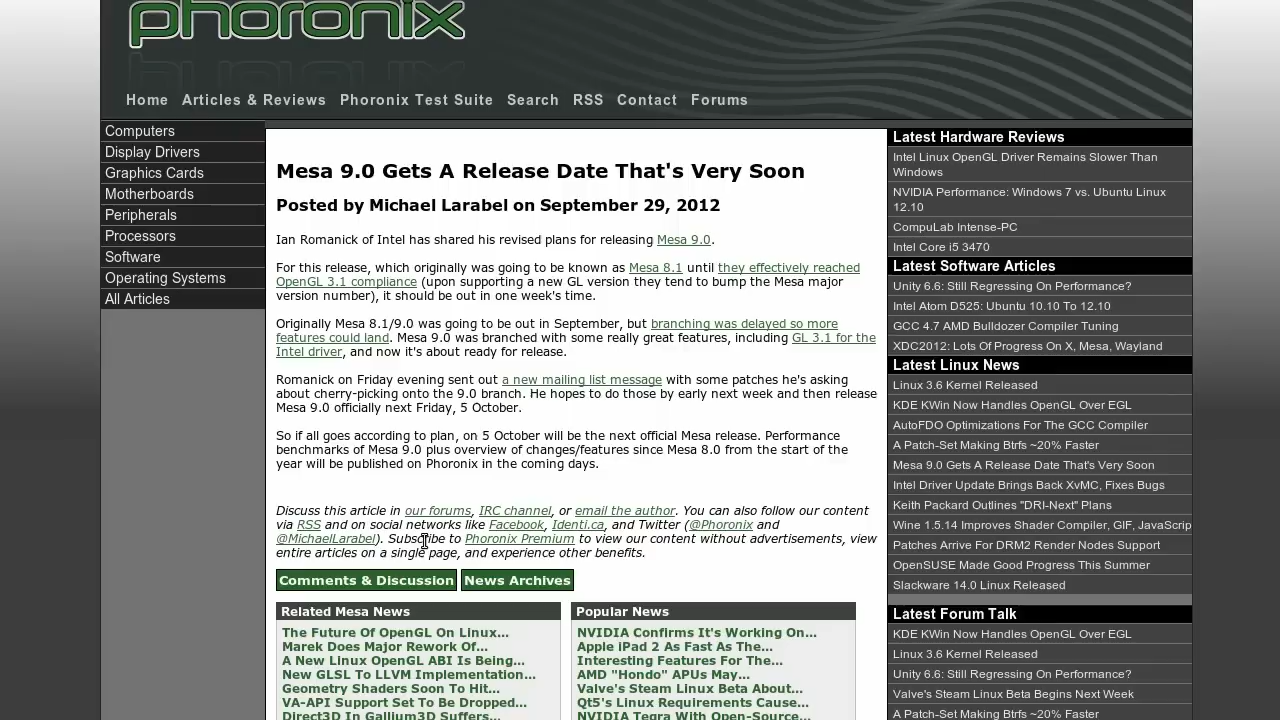 phoronix
Home Articles & Reviews Phoronix Test Suite Search RSS Contact Forums
Computers
Display Drivers
Graphics Cards
Motherboards
Peripherals
Processors
Software
Operating Systems
All Articles
Mesa 9.0 Gets A Release Date That's Very Soon
Posted by Michael Larabel on September 29, 2012
Ian Romanick of Intel has shared his revised plans for releasing Mesa 9.0.
For this release, which originally was going to be known as Mesa 8.1 until they effectively reached
OpenGL 3.1 compliance (upon supporting a new GL version they tend to bump the Mesa major
version number), it should be out in one week's time.
Originally Mesa 8.1/9.0 was going to be out in September, but branching was delayed so more
features could land. Mesa 9.0 was branched with some really great features, including GL 3.1 for the
Intel driver, and now it's about ready for release.
Romanick on Friday evening sent out a new mailing list message with some patches he's asking
about cherry-picking onto the 9.0 branch. He hopes to do those by early next week and then release
Mesa 9.0 officially next Friday, 5 October.
So if all goes according to plan, on 5 October will be the next official Mesa release. Performance
benchmarks of Mesa 9.0 plus overview of changes/features since Mesa 8.0 from the start of the
year will be published on Phoronix in the coming days.
Discuss this article in our forums, IRC channel, or email the author. You can also follow our content
via RSS and on social networks like Facebook, Identi.ca, and Twitter (@Phoronix and
@MichaelLarabel). Subscribe to Phoronix Premium to view our content without advertisements, view
entire articles on a single page, and experience other benefits.
Comments & Discussion News Archives
Related Mesa News
The Future Of OpenGL On Linux...
Marek Does Major Rework Of...
A New Linux OpenGL ABI Is Being...
New GLSL To LLVM Implementation...
Geometry Shaders Soon To Hit...
VA-API Support Set To Be Dropped...
Direct3D In Gallium3D Suffers...
Popular News
NVIDIA Confirms It's Working On...
Apple iPad 2 As Fast As The...
Interesting Features For The...
AMD "Hondo" APUs May...
Valve's Steam Linux Beta About...
Qt5's Linux Requirements Cause...
NVIDIA Tegra With Open-Source...
Latest Hardware Reviews
Intel Linux OpenGL Driver Remains Slower Than
Windows
NVIDIA Performance: Windows 7 vs. Ubuntu Linux
12.10
CompuLab Intense-PC
Intel Core i5 3470
Latest Software Articles
Unity 6.6: Still Regressing On Performance?
Intel Atom D525: Ubuntu 10.10 To 12.10
GCC 4.7 AMD Bulldozer Compiler Tuning
XDC2012: Lots Of Progress On X, Mesa, Wayland
Latest Linux News
Linux 3.6 Kernel Released
KDE KWin Now Handles OpenGL Over EGL
AutoFDO Optimizations For The GCC Compiler
A Patch-Set Making Btrfs ~20% Faster
Mesa 9.0 Gets A Release Date That's Very Soon
Intel Driver Update Brings Back XvMC, Fixes Bugs
Keith Packard Outlines "DRI-Next" Plans
Wine 1.5.14 Improves Shader Compiler, GIF, JavaScrip
Patches Arrive For DRM2 Render Nodes Support
OpenSUSE Made Good Progress This Summer
Slackware 14.0 Linux Released
Latest Forum Talk
KDE KWin Now Handles OpenGL Over EGL
Linux 3.6 Kernel Released
Unity 6.6: Still Regressing On Performance?
Valve's Steam Linux Beta Begins Next Week
A Patch-Set Making Btrfs ~20% Faster